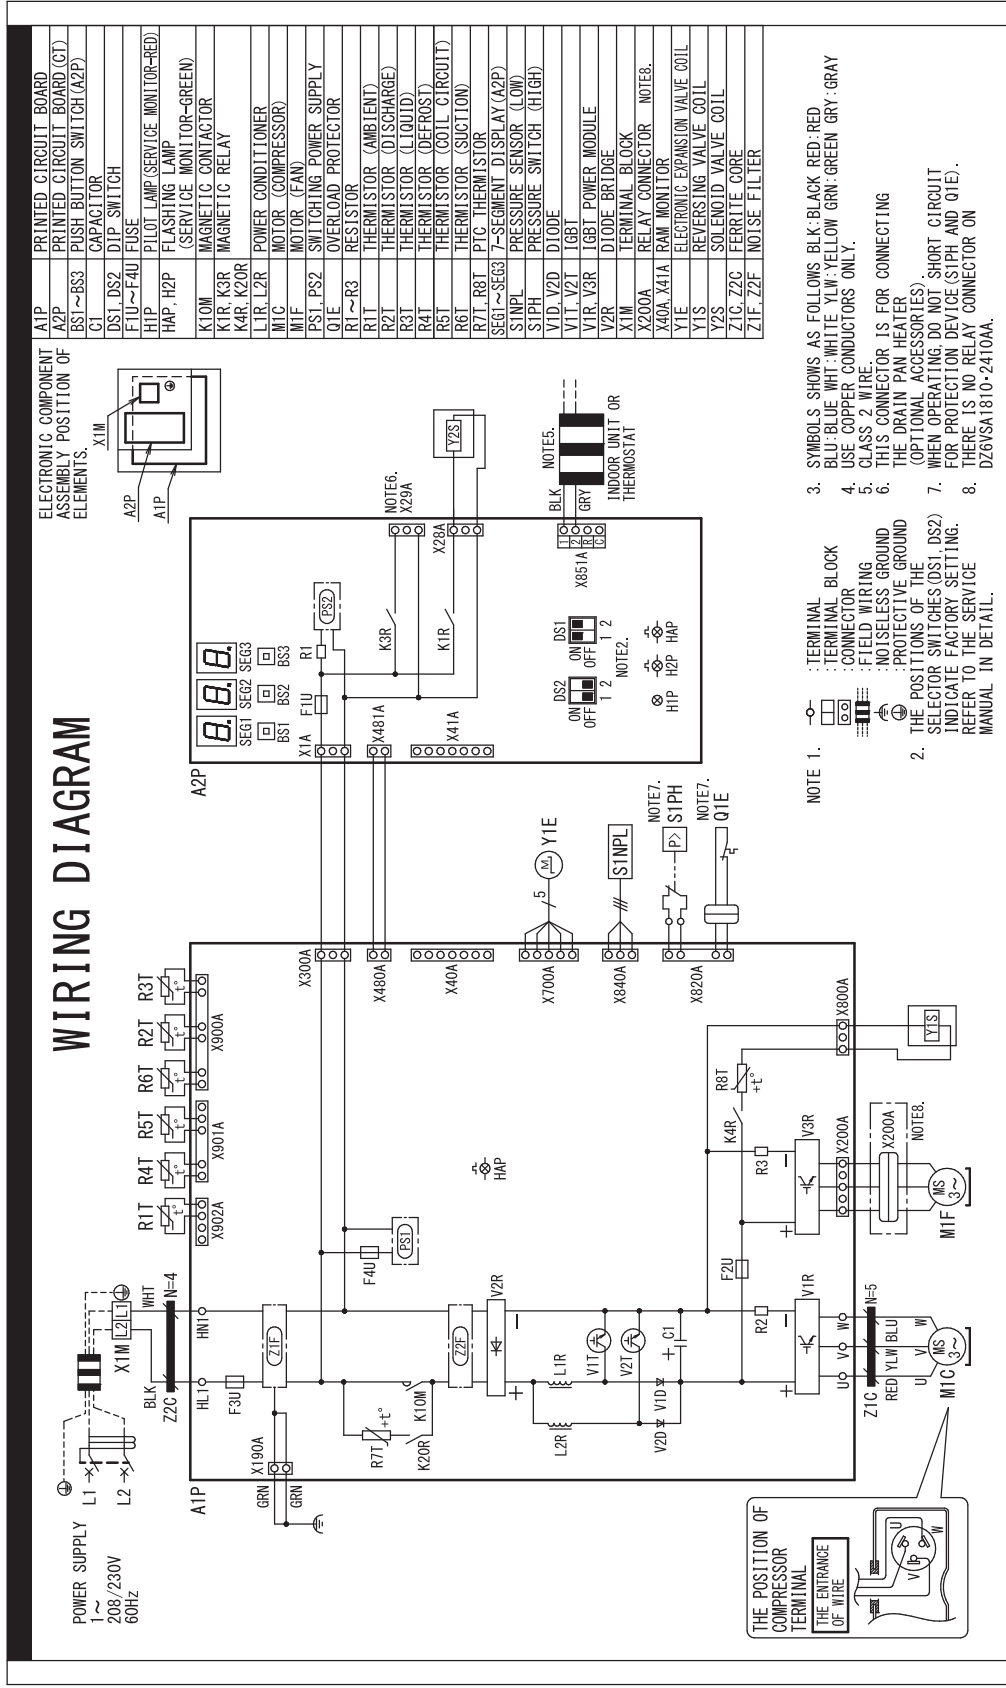 WIRING DIAGRAM
POWER SUPPLY
1~
208/230V
60Hz
L1
L2
X1M
L2 L1
BLK
WHT
Z2C
N=4
HL1
HN1
A1P
X190A
GRN
GRN
F3U
Z1F
R7T
+t°
K10M
K20R
Z2F
V2R
+
-
L1R
L2R
V1T
V2T
V1D
V2D
+
C1
F4U
PS1
HAP
R1T
t°
R4T
t°
R5T
t°
R6T
t°
R2T
t°
R3T
t°
X902A
X901A
X900A
X300A
X480A
X40A
X700A
5
M
Y1E
X840A
S1NPL
X820A
NOTE7.
P>
S1PH
NOTE7.
Q1E
F2U
R2
R3
K4R
R8T
+t°
X800A
Y1S
+
-
V1R
+
-
V3R
X200A
X200A
NOTE8.
MS
3~
M1F
U V W
Z1C
N=5
RED YLW BLU
U V W
MS
3~
M1C
THE POSITION OF
COMPRESSOR
TERMINAL
THE ENTRANCE
OF WIRE
U
V
W
A2P
SEG1
SEG2
SEG3
BS1
BS2
BS3
X1A
F1U
R1
PS2
X481A
X41A
K3R
K1R
NOTE6.
X29A
X28A
Y2S
DS2
ON
OFF
1 2
DS1
ON
OFF
1 2
NOTE2.
H1P
H2P
HAP
X851A
1
2
R
C
BLK
GRY
NOTE5.
INDOOR UNIT OR
THERMOSTAT
ELECTRONIC COMPONENT
ASSEMBLY POSITION OF
ELEMENTS.
X1M
A2P
A1P
A1P PRINTED CIRCUIT BOARD
A2P PRINTED CIRCUIT BOARD(CT)
BS1~BS3 PUSH BUTTON SWITCH(A2P)
C1 CAPACITOR
DS1, DS2 DIP SWITCH
F1U~F4U FUSE
H1P PILOT LAMP(SERVICE MONITOR-RED)
HAP, H2P FLASHING LAMP
(SERVICE MONITOR-GREEN)
K10M MAGNETIC CONTACTOR
K1R, K3R MAGNETIC RELAY
K4R, K20R
L1R, L2R POWER CONDITIONER
M1C MOTOR(COMPRESSOR)
M1F MOTOR(FAN)
PS1, PS2 SWITCHING POWER SUPPLY
Q1E OVERLOAD PROTECTOR
R1~R3 RESISTOR
R1T THERMISTOR (AMBIENT)
R2T THERMISTOR (DISCHARGE)
R3T THERMISTOR (LIQUID)
R4T THERMISTOR (DEFROST)
R5T THERMISTOR (COIL CIRCUIT)
R6T THERMISTOR (SUCTION)
R7T, R8T PTC THERMISTOR
SEG1~SEG3 7-SEGMENT DISPLAY(A2P)
S1NPL PRESSURE SENSOR (LOW)
S1PH PRESSURE SWITCH (HIGH)
V1D, V2D DIODE
V1T, V2T IGBT
V1R, V3R IGBT POWER MODULE
V2R DIODE BRIDGE
X1M TERMINAL BLOCK
X200A RELAY CONNECTOR NOTE8.
X40A, X41A RAM MONITOR
Y1E ELECTRONIC EXPANSION VALVE COIL
Y1S REVERSING VALVE COIL
Y2S SOLENOID VALVE COIL
Z1C, Z2C FERRITE CORE
Z1F, Z2F NOISE FILTER
NOTE 1.
:TERMINAL
:TERMINAL BLOCK
:CONNECTOR
:FIELD WIRING
:NOISELESS GROUND
:PROTECTIVE GROUND
2. THE POSITIONS OF THE
SELECTOR SWITCHES(DS1, DS2)
INDICATE FACTORY SETTING.
REFER TO THE SERVICE
MANUAL IN DETAIL.
3. SYMBOLS SHOWS AS FOLLOWS BLK:BLACK RED:RED
BLU:BLUE WHT:WHITE YLW:YELLOW GRN:GREEN GRY:GRAY
4. USE COPPER CONDUCTORS ONLY.
5. CLASS 2 WIRE.
6. THIS CONNECTOR IS FOR CONNECTING
THE DRAIN PAN HEATER
(OPTIONAL ACCESSORIES).
7. WHEN OPERATING, DO NOT SHORT CIRCUIT
FOR PROTECTION DEVICE(S1PH AND Q1E).
8. THERE IS NO RELAY CONNECTOR ON
DZ6VSA1810·2410AA.